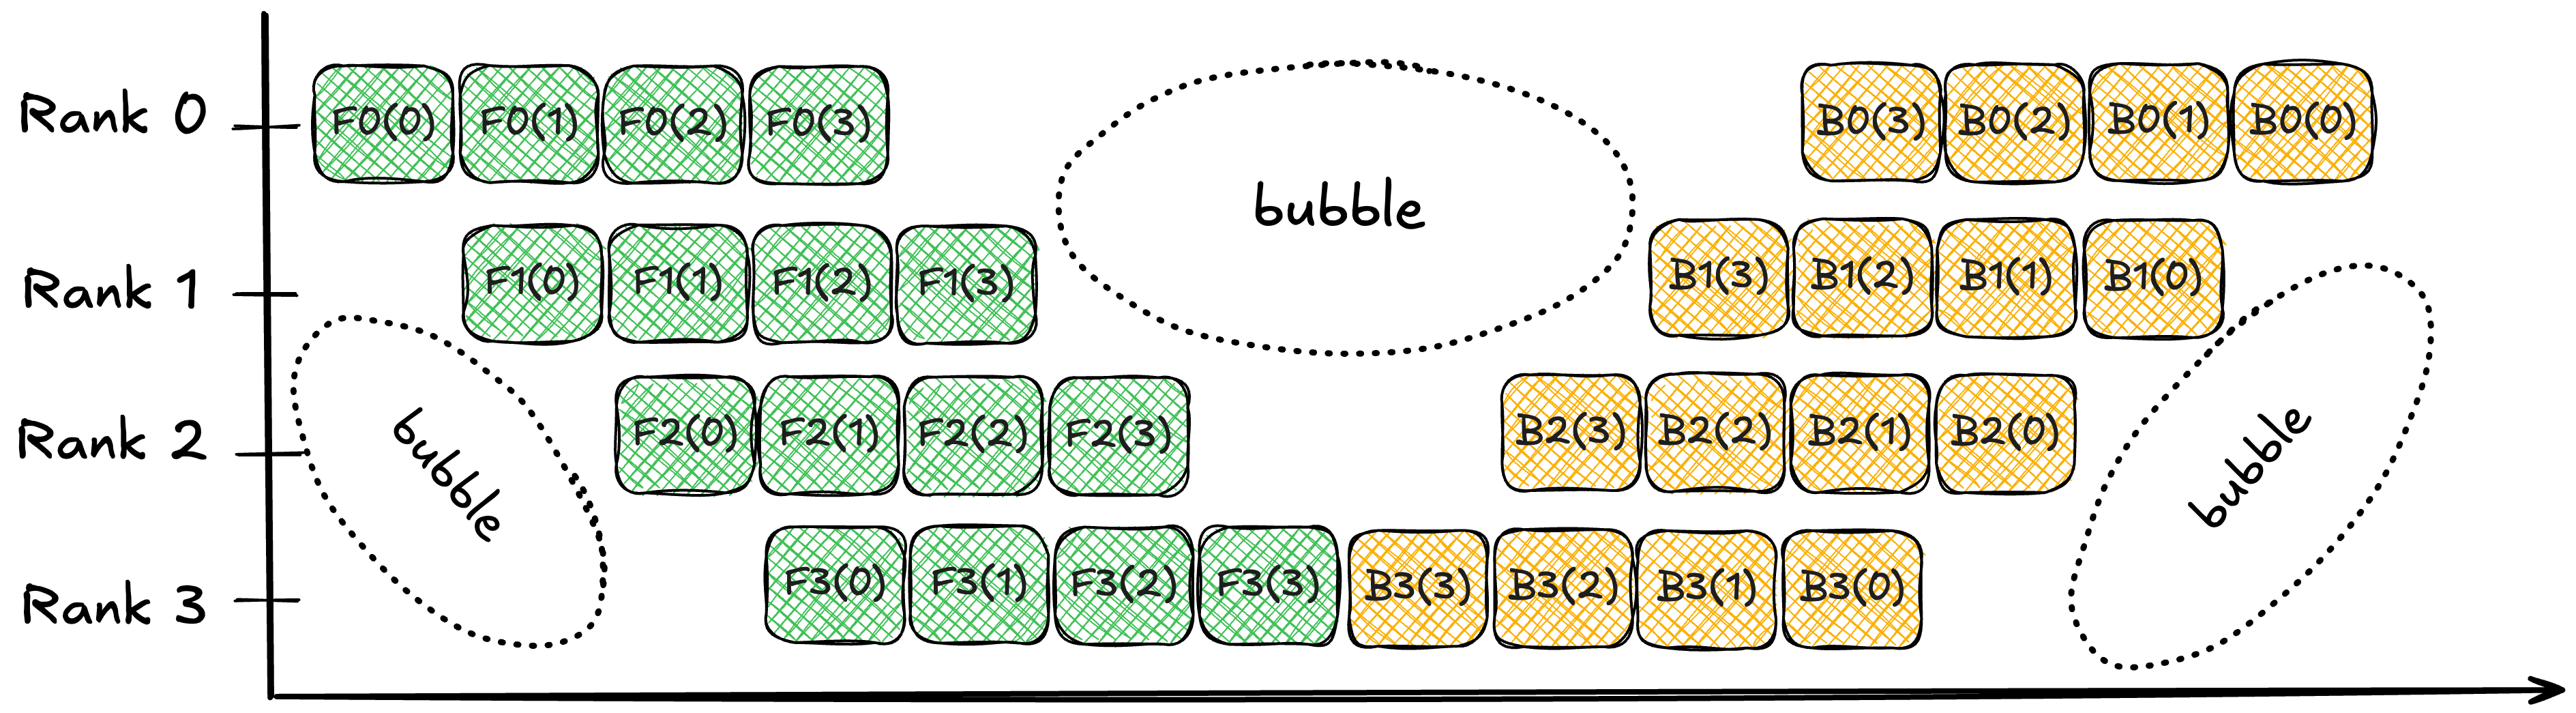 Rank 0 F0(0) F0(1) F0(2) F0(3) B0(3) B0(2) B0(1) B0(0)
bubble
Rank 1 F1(0) F1(1) F1(2) F1(3) B1(3) B1(2) B1(1) B1(0)
Rank 2 F2(0) F2(1) F2(2) F2(3) B2(3) B2(2) B2(1) B2(0)
bubble
bubble
Rank 3 F3(0) F3(1) F3(2) F3(3) B3(3) B3(2) B3(1) B3(0)